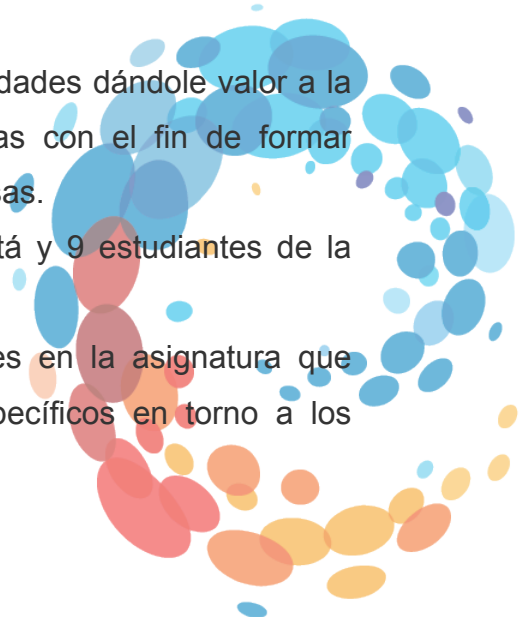 dades dándole valor a la
as con el fin de formar
sas.
tá y 9 estudiantes de la
es en la asignatura que
pecíficos en torno a los